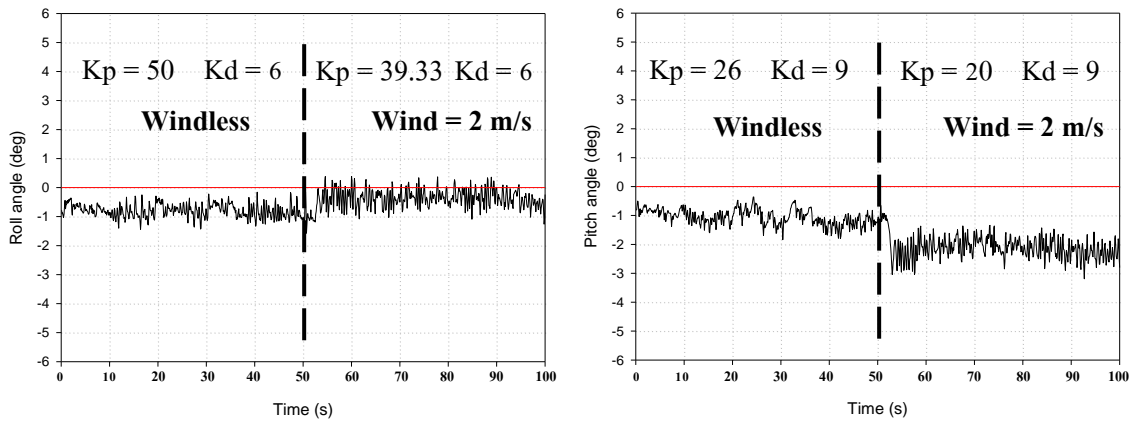 6
5
4
3
2
1
0
-1
-2
-3
-4
-5
-6
Roll angle (deg)
Kp = 50 Kd = 6
Kp = 39.33 Kd = 6
Windless
Wind = 2 m/s
0 10 20 30 40 50 60 70 80 90 100
Time (s)
6
5
4
3
2
1
0
-1
-2
-3
-4
-5
-6
Pitch angle (deg)
Kp = 26 Kd = 9
Kp = 20 Kd = 9
Windless
Wind = 2 m/s
0 10 20 30 40 50 60 70 80 90 100
Time (s)